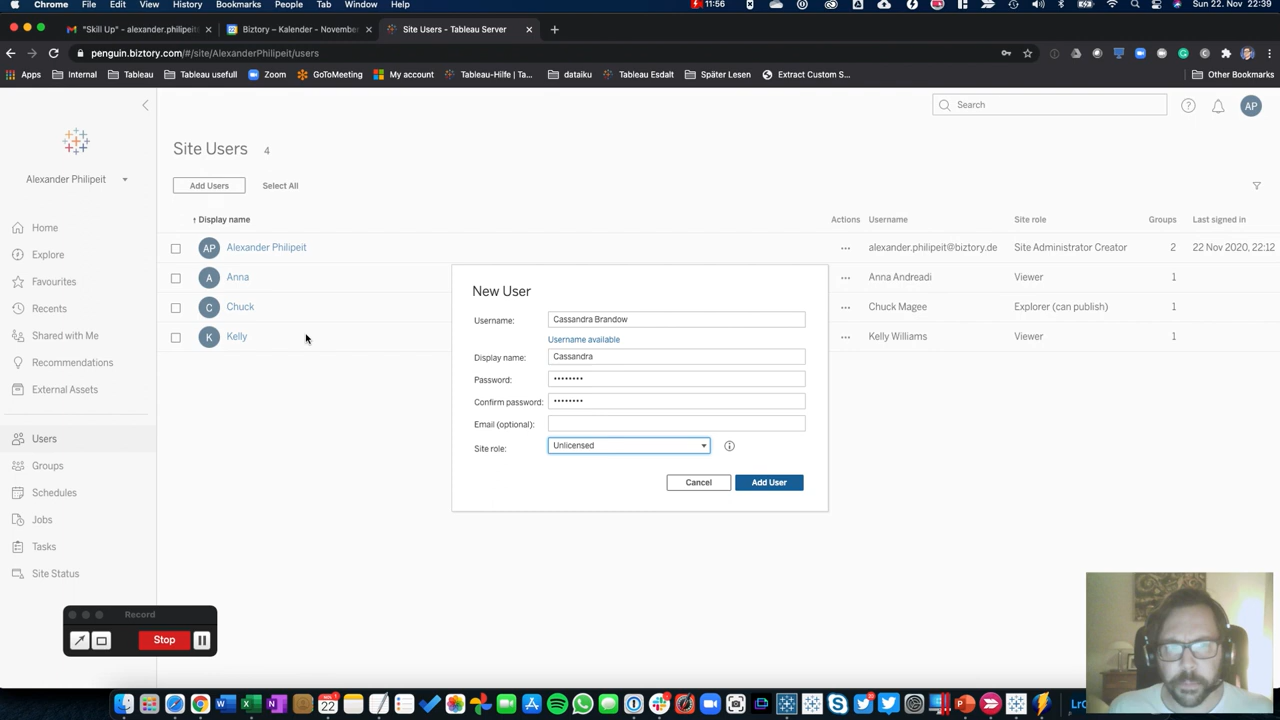 Chrome File Edit View History Bookmarks People Tab Window Help 11:56 Sun 22. Nov 22:39
"Skill Up" - alexander.philipeit@ Biztory – Kalender - November Site Users - Tableau Server
penguin.biztory.com/#/site/AlexanderPhilipeit/users
Apps Internal Tableau Tableau usefull Zoom GoToMeeting My account Tableau-Hilfe | Ta... dataiku Tableau Esdalt Später Lesen Extract Custom S... Other Bookmarks
Search
AP
Alexander Philipeit
Home
Explore
Favourites
Recents
Shared with Me
Recommendations
External Assets
Users
Groups
Schedules
Jobs
Tasks
Site Status
Site Users 4
Add Users Select All
↑ Display name Actions Username Site role Groups Last signed in
AP Alexander Philipeit ... alexander.philipeit@biztory.de Site Administrator Creator 2 22 Nov 2020, 22:12
A Anna ... Anna Andreadi Viewer 1
C Chuck ... Chuck Magee Explorer (can publish) 1
K Kelly ... Kelly Williams Viewer 1
New User
Username: Cassandra Brandow
Username available
Display name: Cassandra
Password: ••••••••
Confirm password: ••••••••
Email (optional):
Site role: Unlicensed
Cancel Add User
Record
Stop
NOV 22